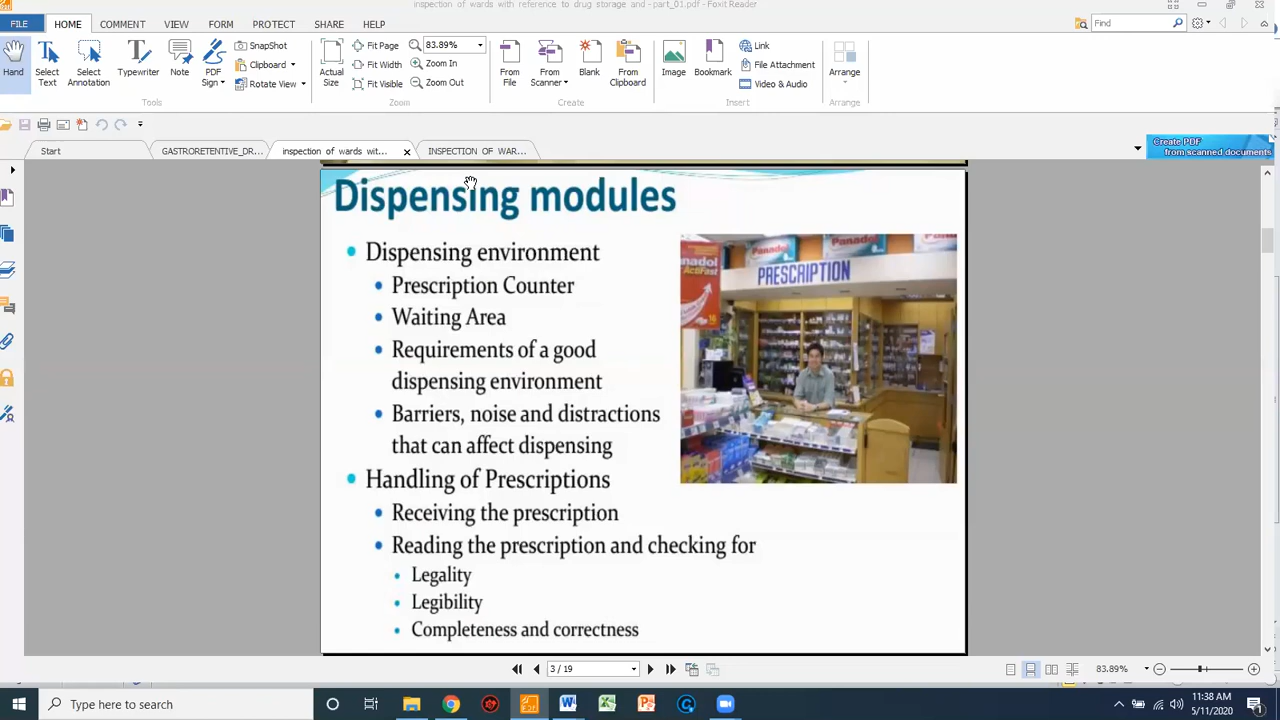 inspection of wards with reference to drug storage and - part_01.pdf - Foxit Reader
FILE HOME COMMENT VIEW FORM PROTECT SHARE HELP
Find
Hand
Select Text
Select Annotation
Typewriter
Note
PDF Sign
SnapShot
Clipboard
Rotate View
Tools
Actual Size
Fit Page
Fit Width
Fit Visible
83.89%
Zoom In
Zoom Out
Zoom
From File
From Scanner
Blank
From Clipboard
Create
Image
Bookmark
Link
File Attachment
Video & Audio
Insert
Arrange
Arrange
Start
GASTRORETENTIVE_DR...
inspection of wards wit...
INSPECTION OF WAR...
Create PDF
from scanned documents
Dispensing modules
Dispensing environment
Prescription Counter
Waiting Area
Requirements of a good
dispensing environment
Barriers, noise and distractions
that can affect dispensing
Handling of Prescriptions
Receiving the prescription
Reading the prescription and checking for
Legality
Legibility
Completeness and correctness
Panadol
Panadol
Panadol
PRESCRIPTION
3 / 19
83.89%
Type here to search
11:38 AM
5/11/2020